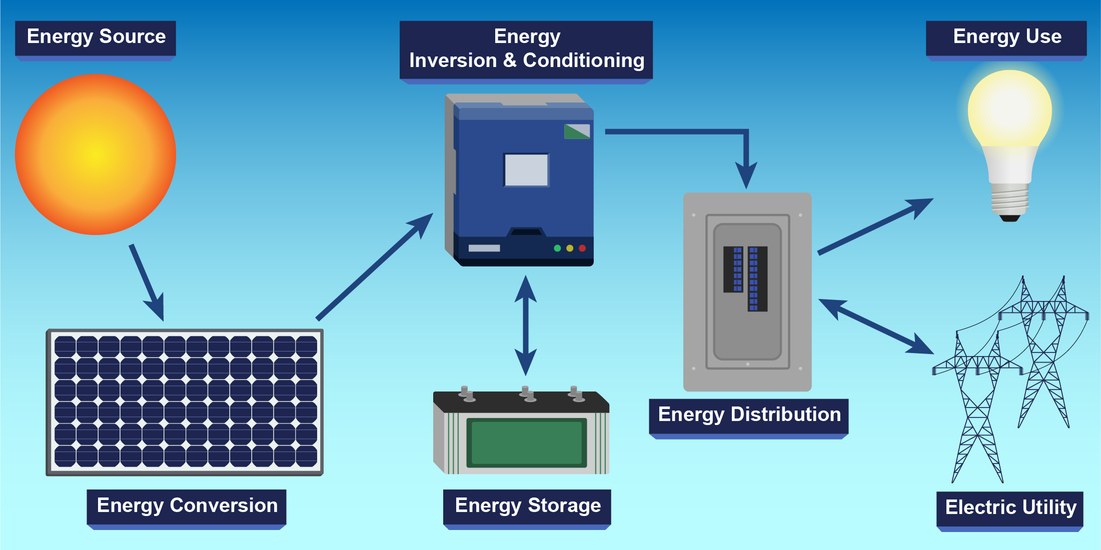 Energy Source
Energy
Inversion & Conditioning
Energy Use
Energy Distribution
Energy Conversion
Energy Storage
Electric Utility